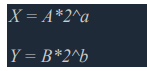 X = A*2^a
Y = B*2^b